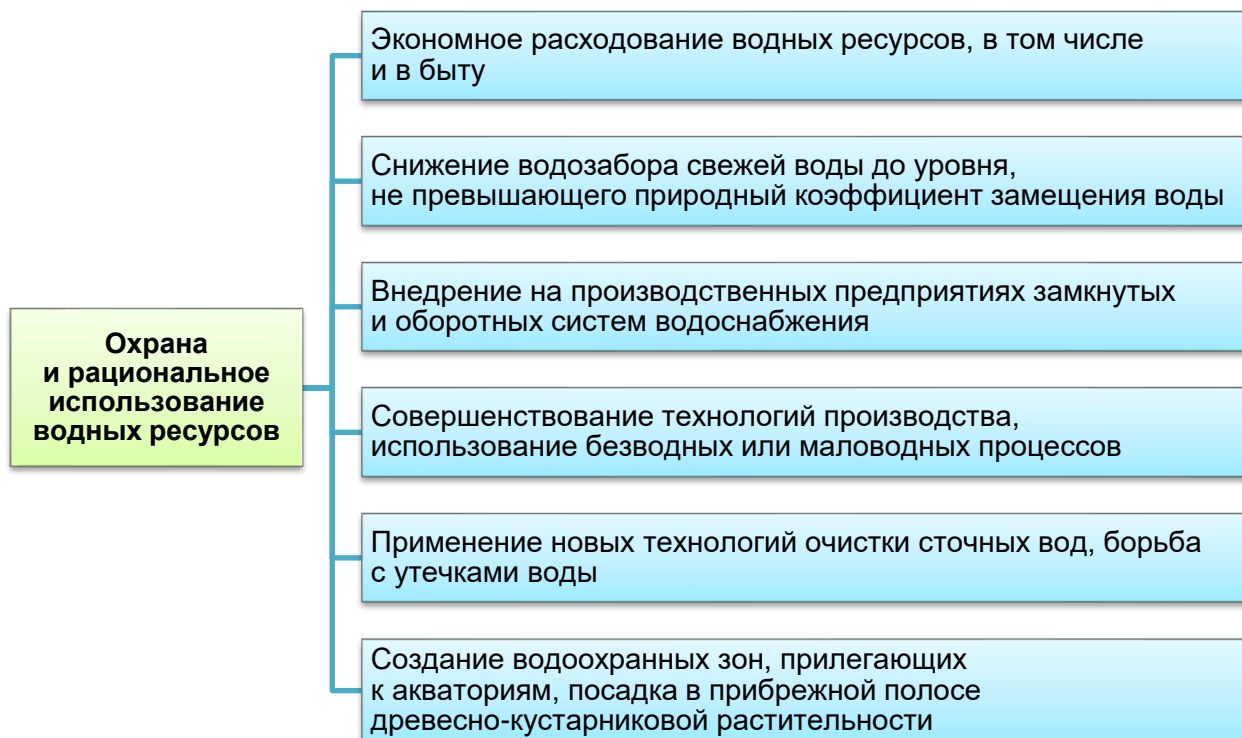 Экономное расходование водных ресурсов, в том числе
и в быту
Снижение водозабора свежей воды до уровня,
не превышающего природный коэффициент замещения воды
Внедрение на производственных предприятиях замкнутых
и оборотных систем водоснабжения
Охрана
и рациональное
использование
водных ресурсов
Совершенствование технологий производства,
использование безводных или маловодных процессов
Применение новых технологий очистки сточных вод, борьба
с утечками воды
Создание водоохранных зон, прилегающих
к акваториям, посадка в прибрежной полосе
древесно-кустарниковой растительности